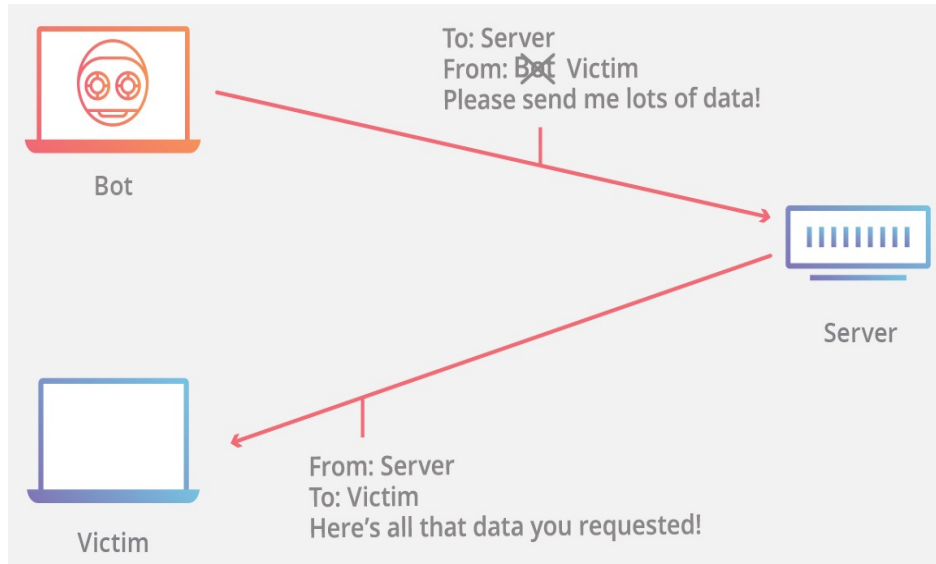 To: Server
From: Bot Victim
Please send me lots of data!
Bot
Server
From: Server
To: Victim
Here's all that data you requested!
Victim